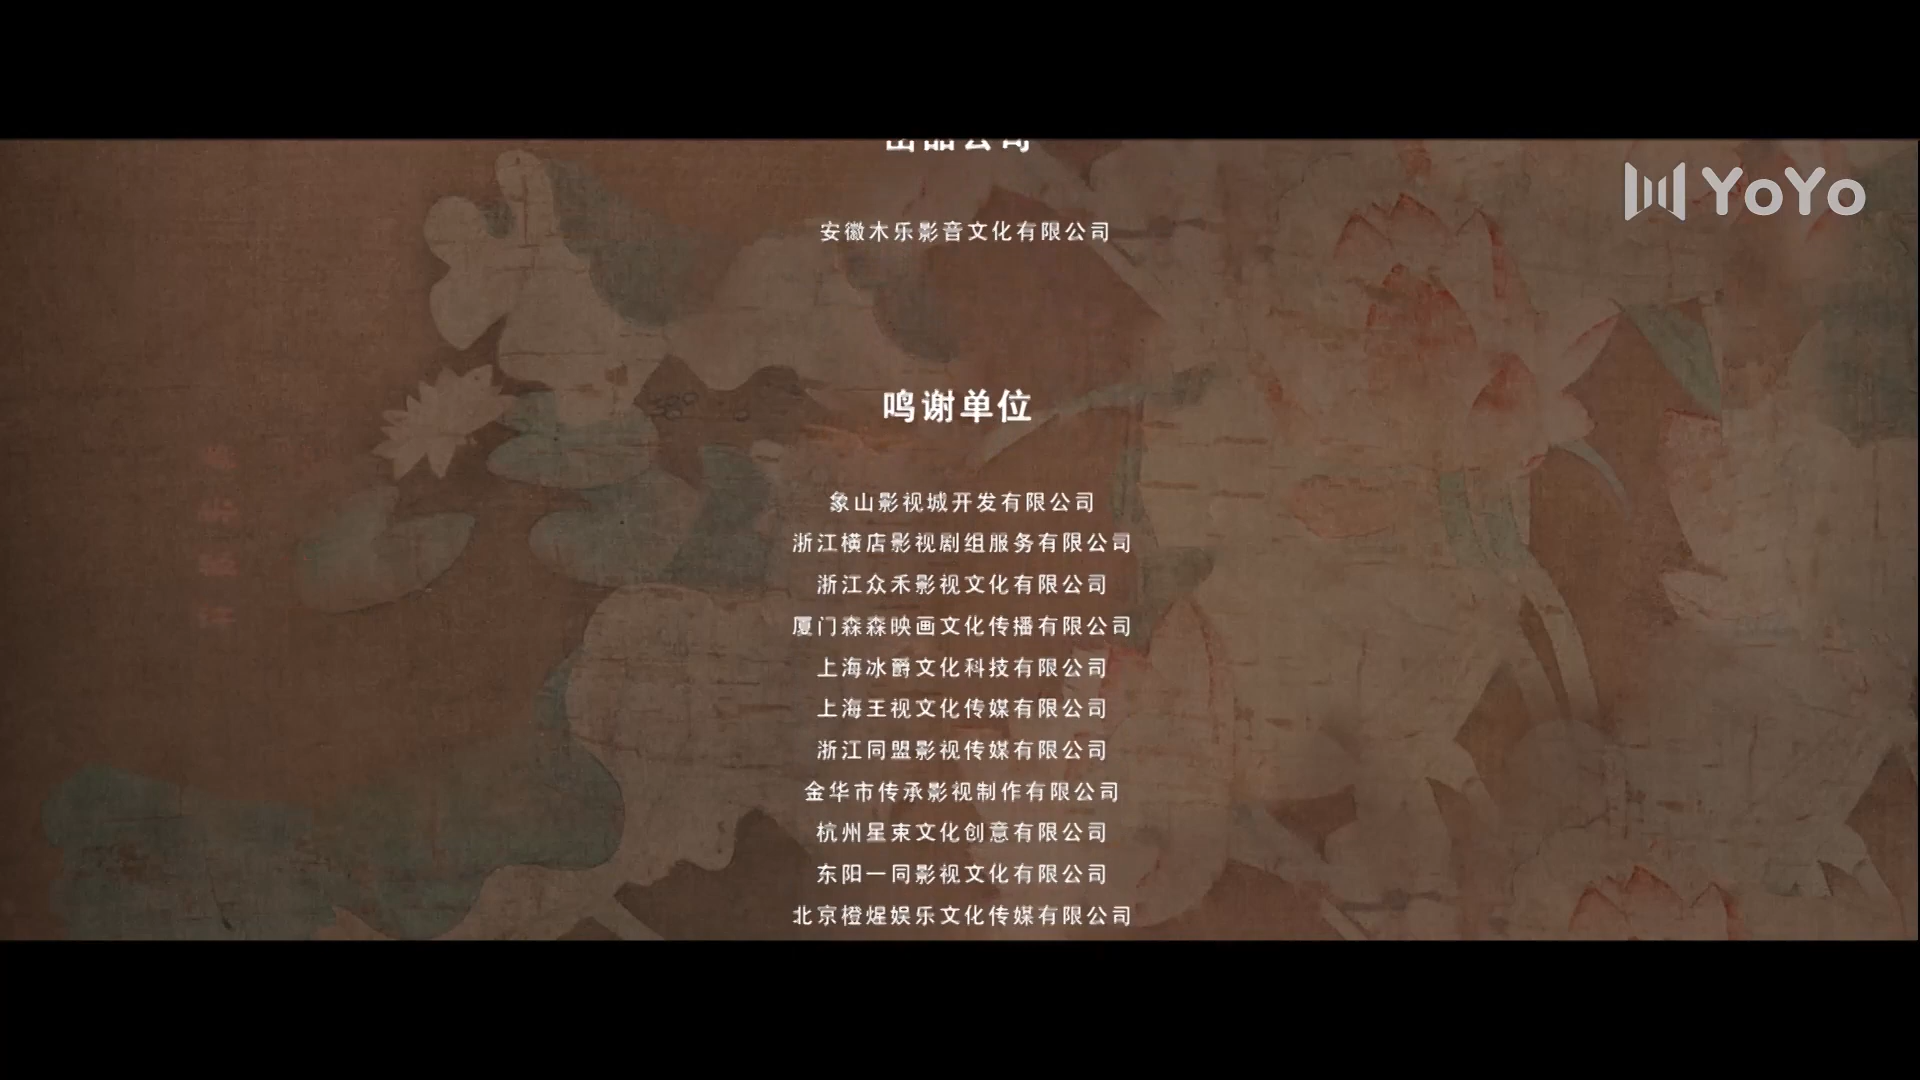 出品公司
YoYo
安徽木乐影音文化有限公司
鸣谢单位
象山影视城开发有限公司
浙江横店影视剧组服务有限公司
浙江众禾影视文化有限公司
厦门森森映画文化传播有限公司
上海冰爵文化科技有限公司
上海王视文化传媒有限公司
浙江同盟影视传媒有限公司
金华市传承影视制作有限公司
杭州星束文化创意有限公司
东阳一同影视文化有限公司
北京橙煋娱乐文化传媒有限公司